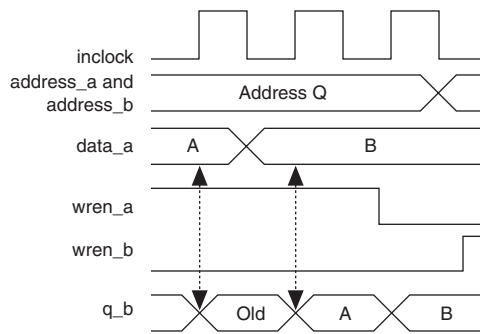 inclock
address_a and
address_b
Address Q
data_a
A
B
wren_a
wren_b
q_b
Old
A
B